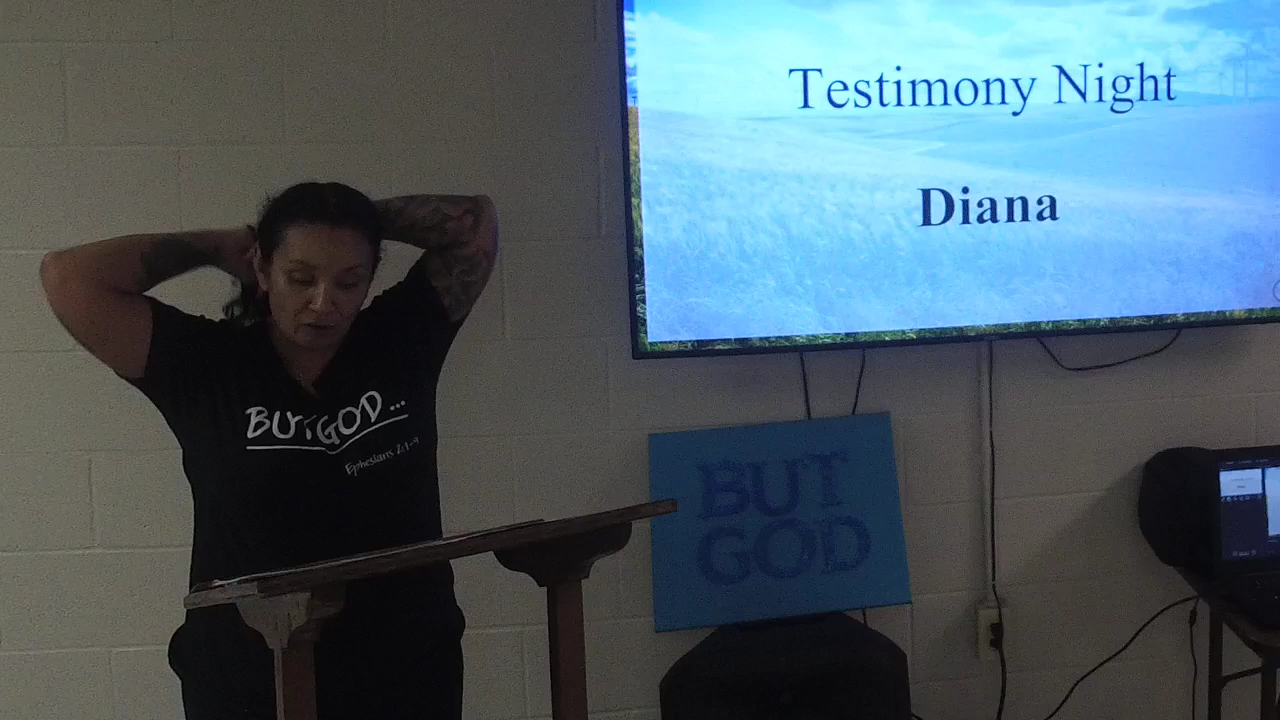 Testimony Night
Diana
BUT GOD...
Ephesians 2:1-9
BUT
GOD